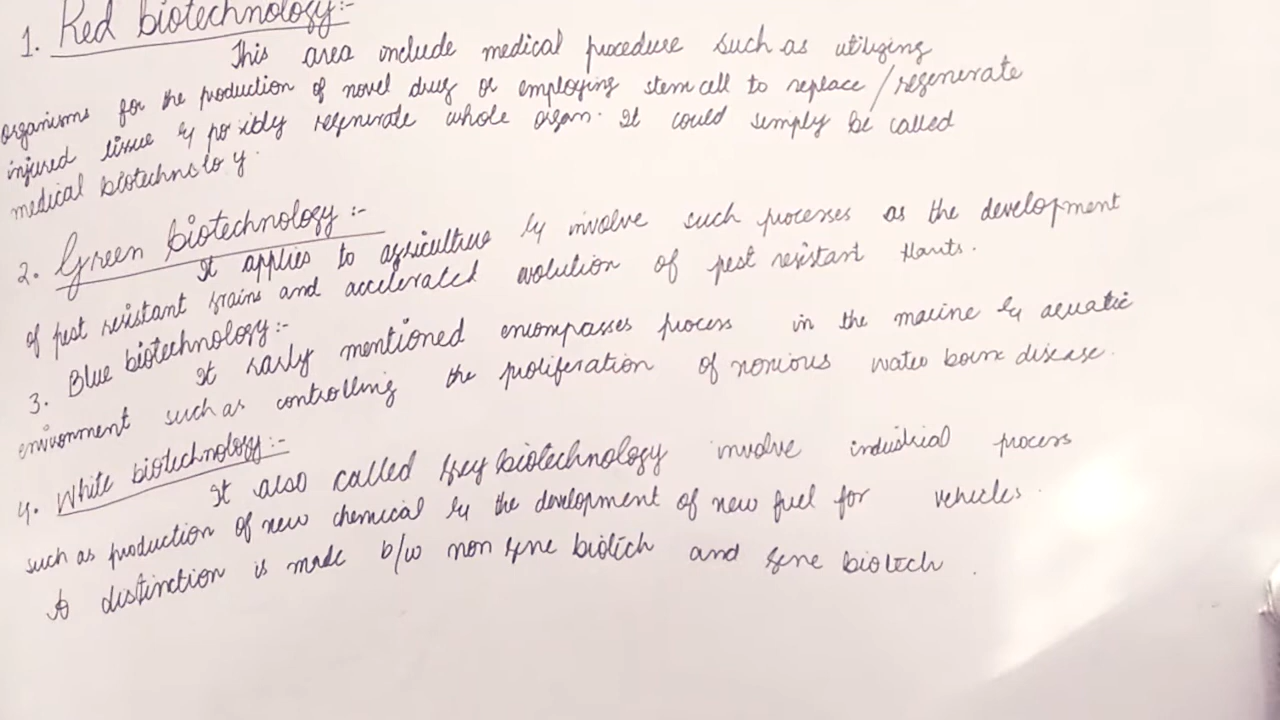 1. Red biotechnology:-
This area include medical procedure such as utilizing
organisms for the production of novel drug or employing stem cell to replace / regenerate
injured tissue & possibly regenerate whole organ. It could simply be called
medical biotechnology.
2. Green biotechnology :-
It applies to agriculture & involve such processes as the development
of pest resistant grains and accelerated evolution of pest resistant plants.
3. Blue biotechnology:-
It rarly mentioned encompasses process in the marine & aquatic
environment such as controlling the proliferation of noxious water borne disease.
4. White biotechnology:-
It also called grey biotechnology involve industrial process
such as production of new chemical & the development of new fuel for vehicles.
A distinction is made b/w non gene biotech and gene biotech.